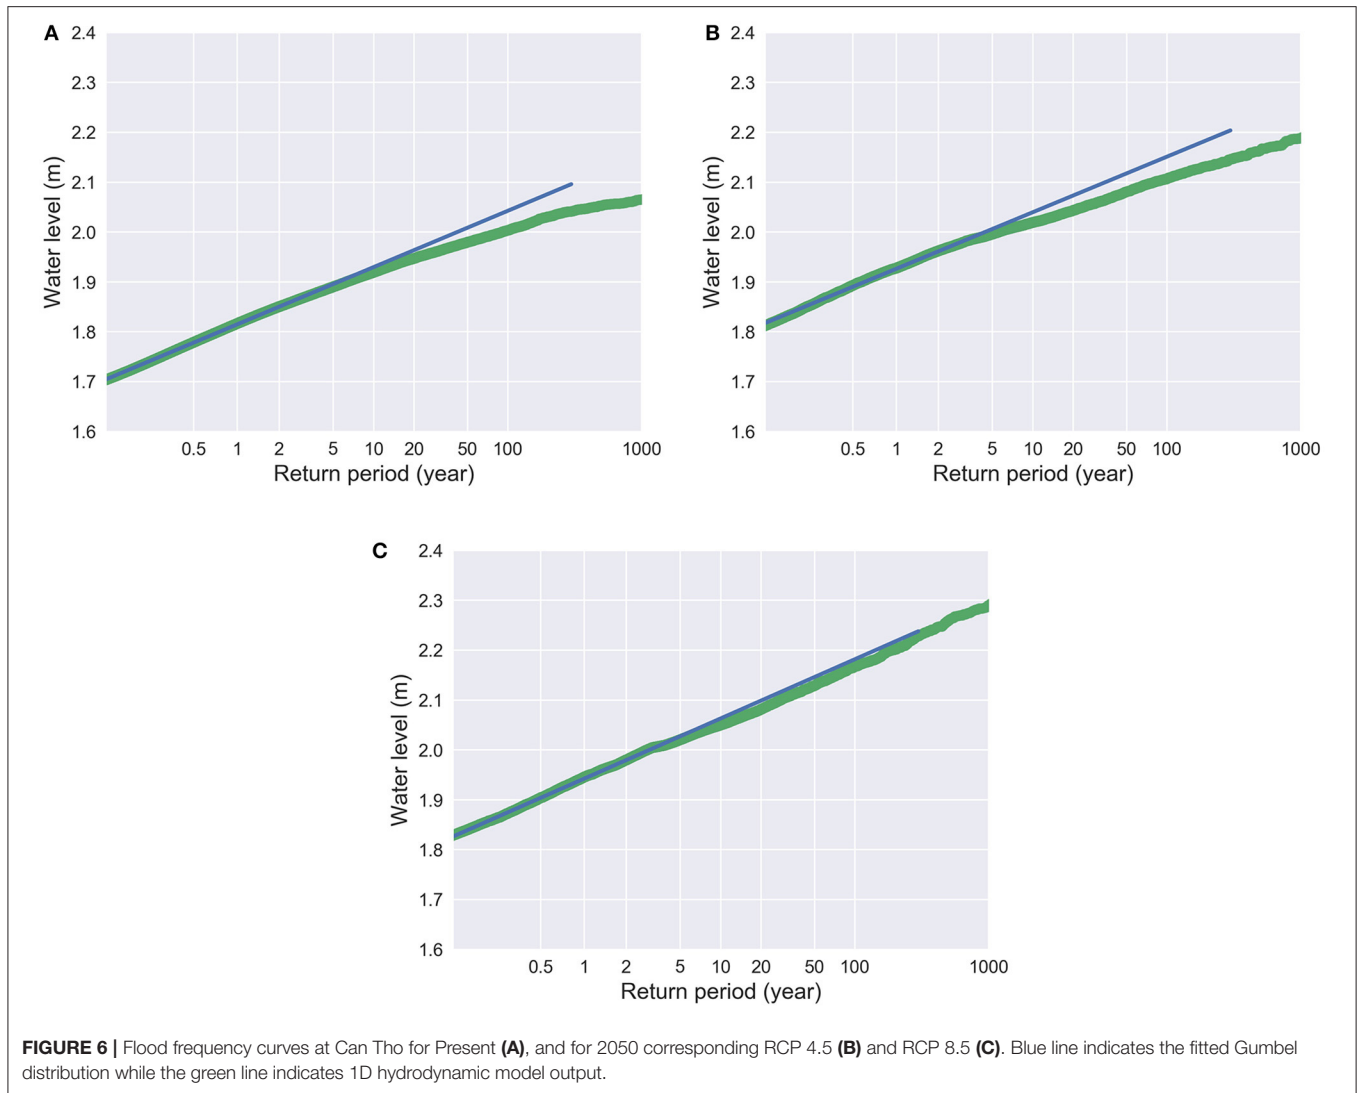 A
2.4
2.3
2.2
2.1
2.0
1.9
1.8
1.7
1.6
Water level (m)
0.5 1 2 5 10 20 50 100 1000
Return period (year)
B
2.4
2.3
2.2
2.1
2.0
1.9
1.8
1.7
1.6
Water level (m)
0.5 1 2 5 10 20 50 100 1000
Return period (year)
C
2.4
2.3
2.2
2.1
2.0
1.9
1.8
1.7
1.6
Water level (m)
0.5 1 2 5 10 20 50 100 1000
Return period (year)
FIGURE 6 | Flood frequency curves at Can Tho for Present (A), and for 2050 corresponding RCP 4.5 (B) and RCP 8.5 (C). Blue line indicates the fitted Gumbel
distribution while the green line indicates 1D hydrodynamic model output.